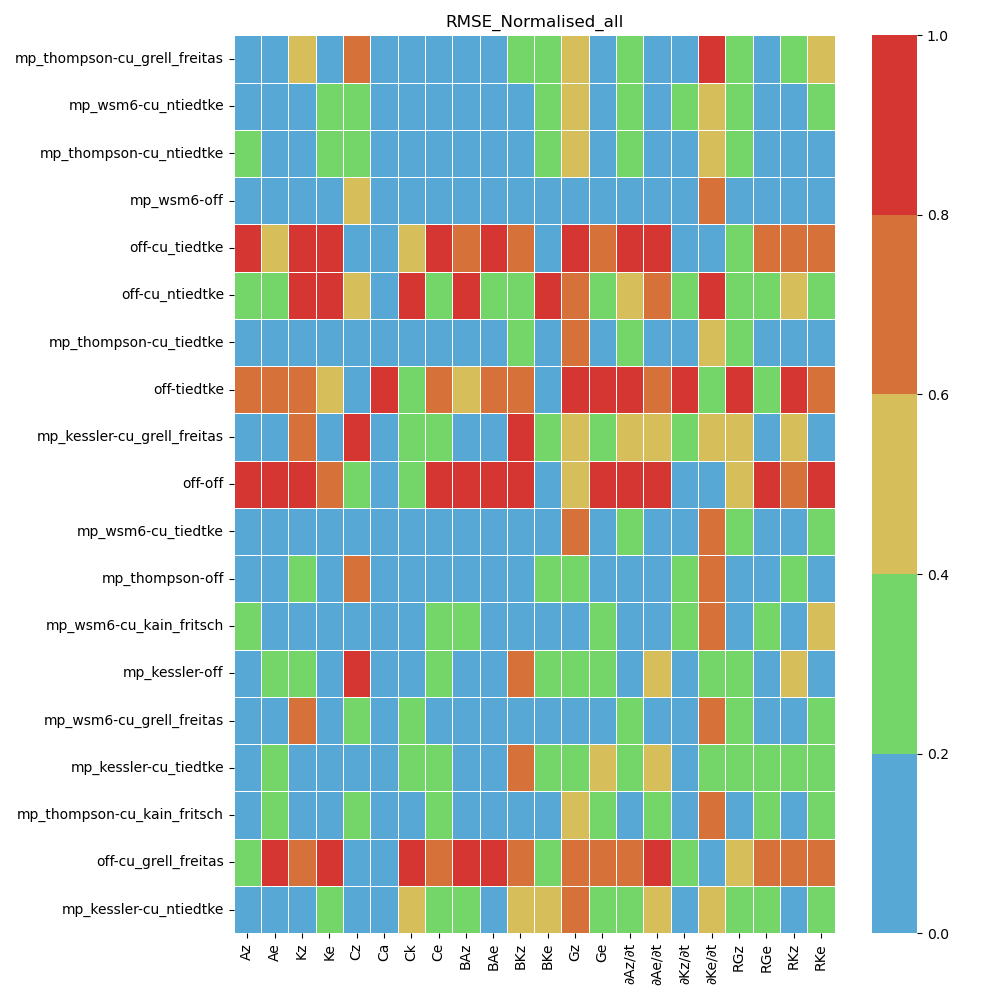 RMSE_Normalised_all
mp_thompson-cu_grell_freitas
mp_wsm6-cu_ntiedtke
mp_thompson-cu_ntiedtke
mp_wsm6-off
off-cu_tiedtke
off-cu_ntiedtke
mp_thompson-cu_tiedtke
off-tiedtke
mp_kessler-cu_grell_freitas
off-off
mp_wsm6-cu_tiedtke
mp_thompson-off
mp_wsm6-cu_kain_fritsch
mp_kessler-off
mp_wsm6-cu_grell_freitas
mp_kessler-cu_tiedtke
mp_thompson-cu_kain_fritsch
off-cu_grell_freitas
mp_kessler-cu_ntiedtke
Az
Ae
Kz
Ke
Cz
Ca
Ck
Ce
BAz
BAe
BKz
BKe
Gz
Ge
∂Az/∂t
∂Ae/∂t
∂Kz/∂t
∂Ke/∂t
RGz
RGe
RKz
RKe
1.0
0.8
0.6
0.4
0.2
0.0